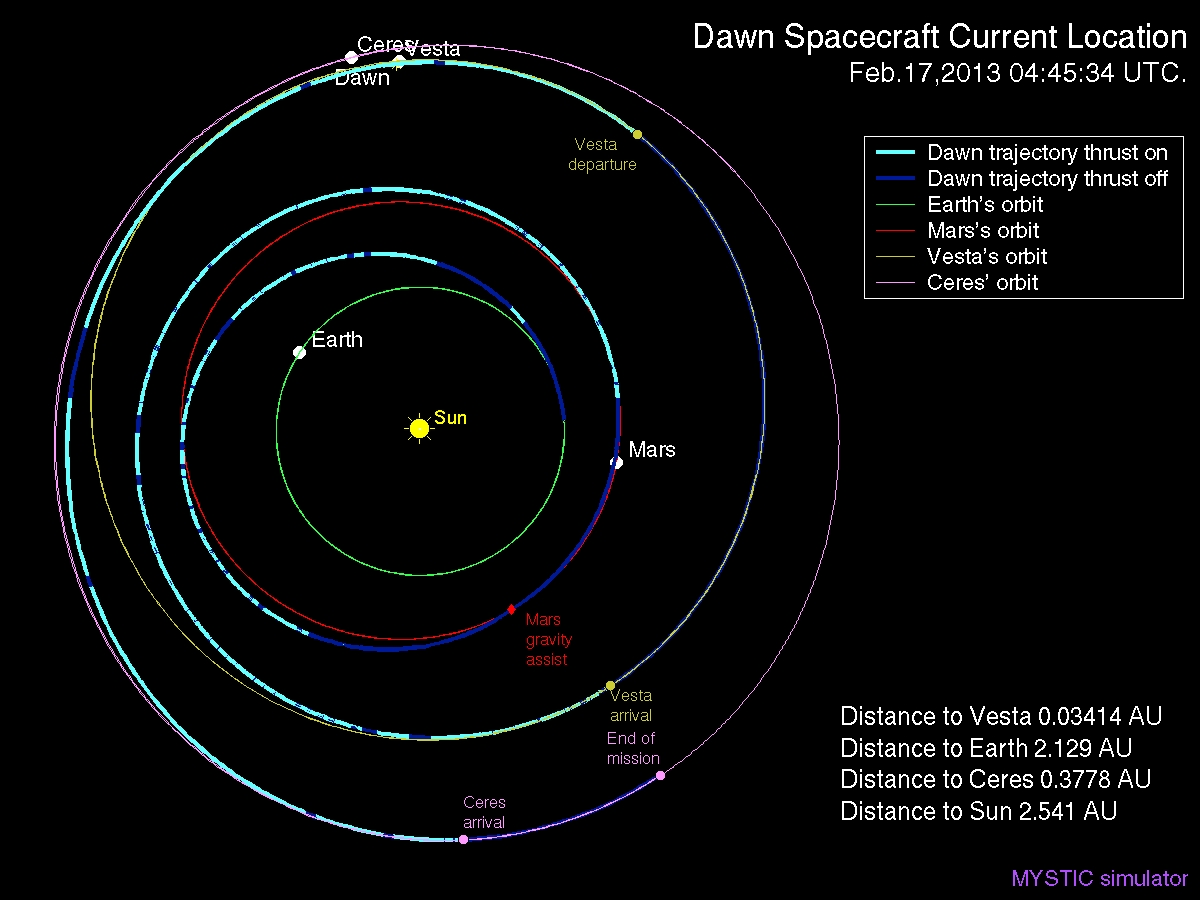 Dawn Spacecraft Current Location
Feb.17,2013 04:45:34 UTC.
Ceres
Vesta
Dawn
Vesta
departure
Dawn trajectory thrust on
Dawn trajectory thrust off
Earth's orbit
Mars's orbit
Vesta's orbit
Ceres' orbit
Earth
Sun
Mars
Mars
gravity
assist
Vesta
arrival
End of
mission
Ceres
arrival
Distance to Vesta 0.03414 AU
Distance to Earth 2.129 AU
Distance to Ceres 0.3778 AU
Distance to Sun 2.541 AU
MYSTIC simulator